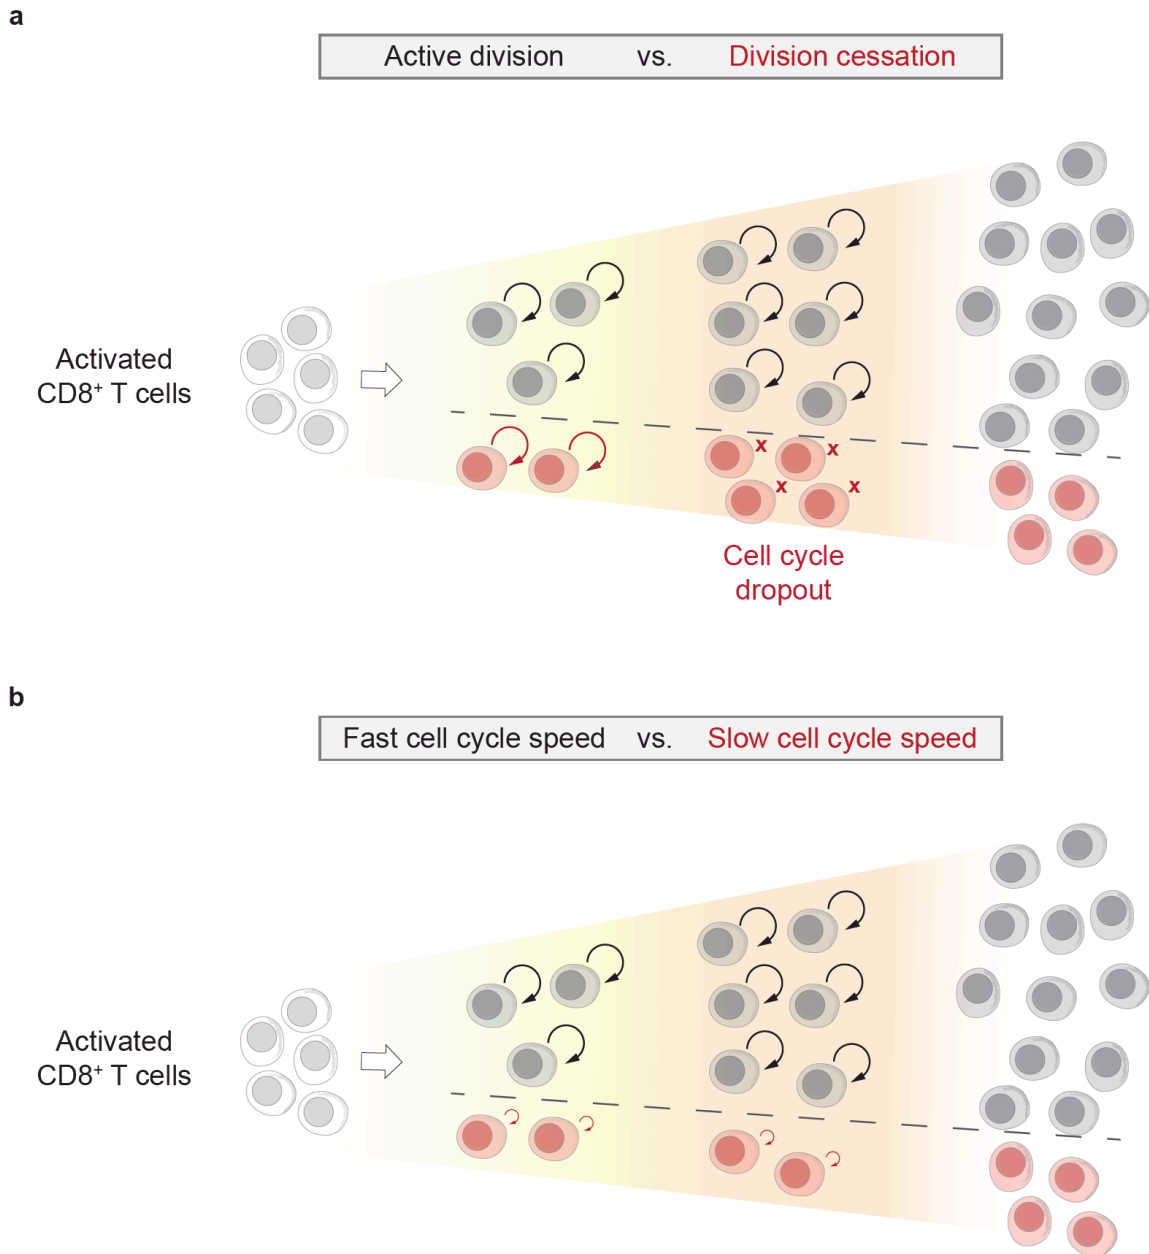 a
Active division vs. Division cessation
Activated
CD8⁺ T cells
x x
x x
Cell cycle
dropout
b
Fast cell cycle speed vs. Slow cell cycle speed
Activated
CD8⁺ T cells